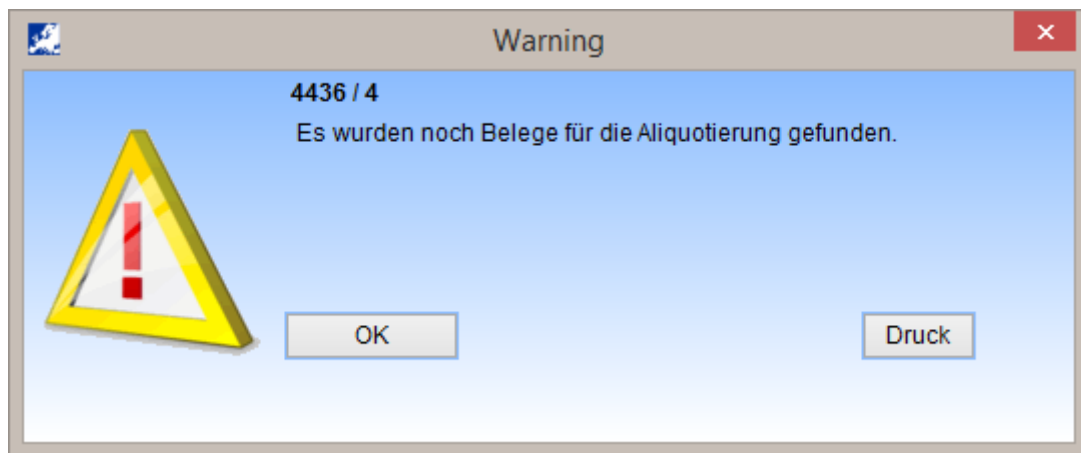 Warning
4436 / 4
Es wurden noch Belege für die Aliquotierung gefunden.
OK
Druck